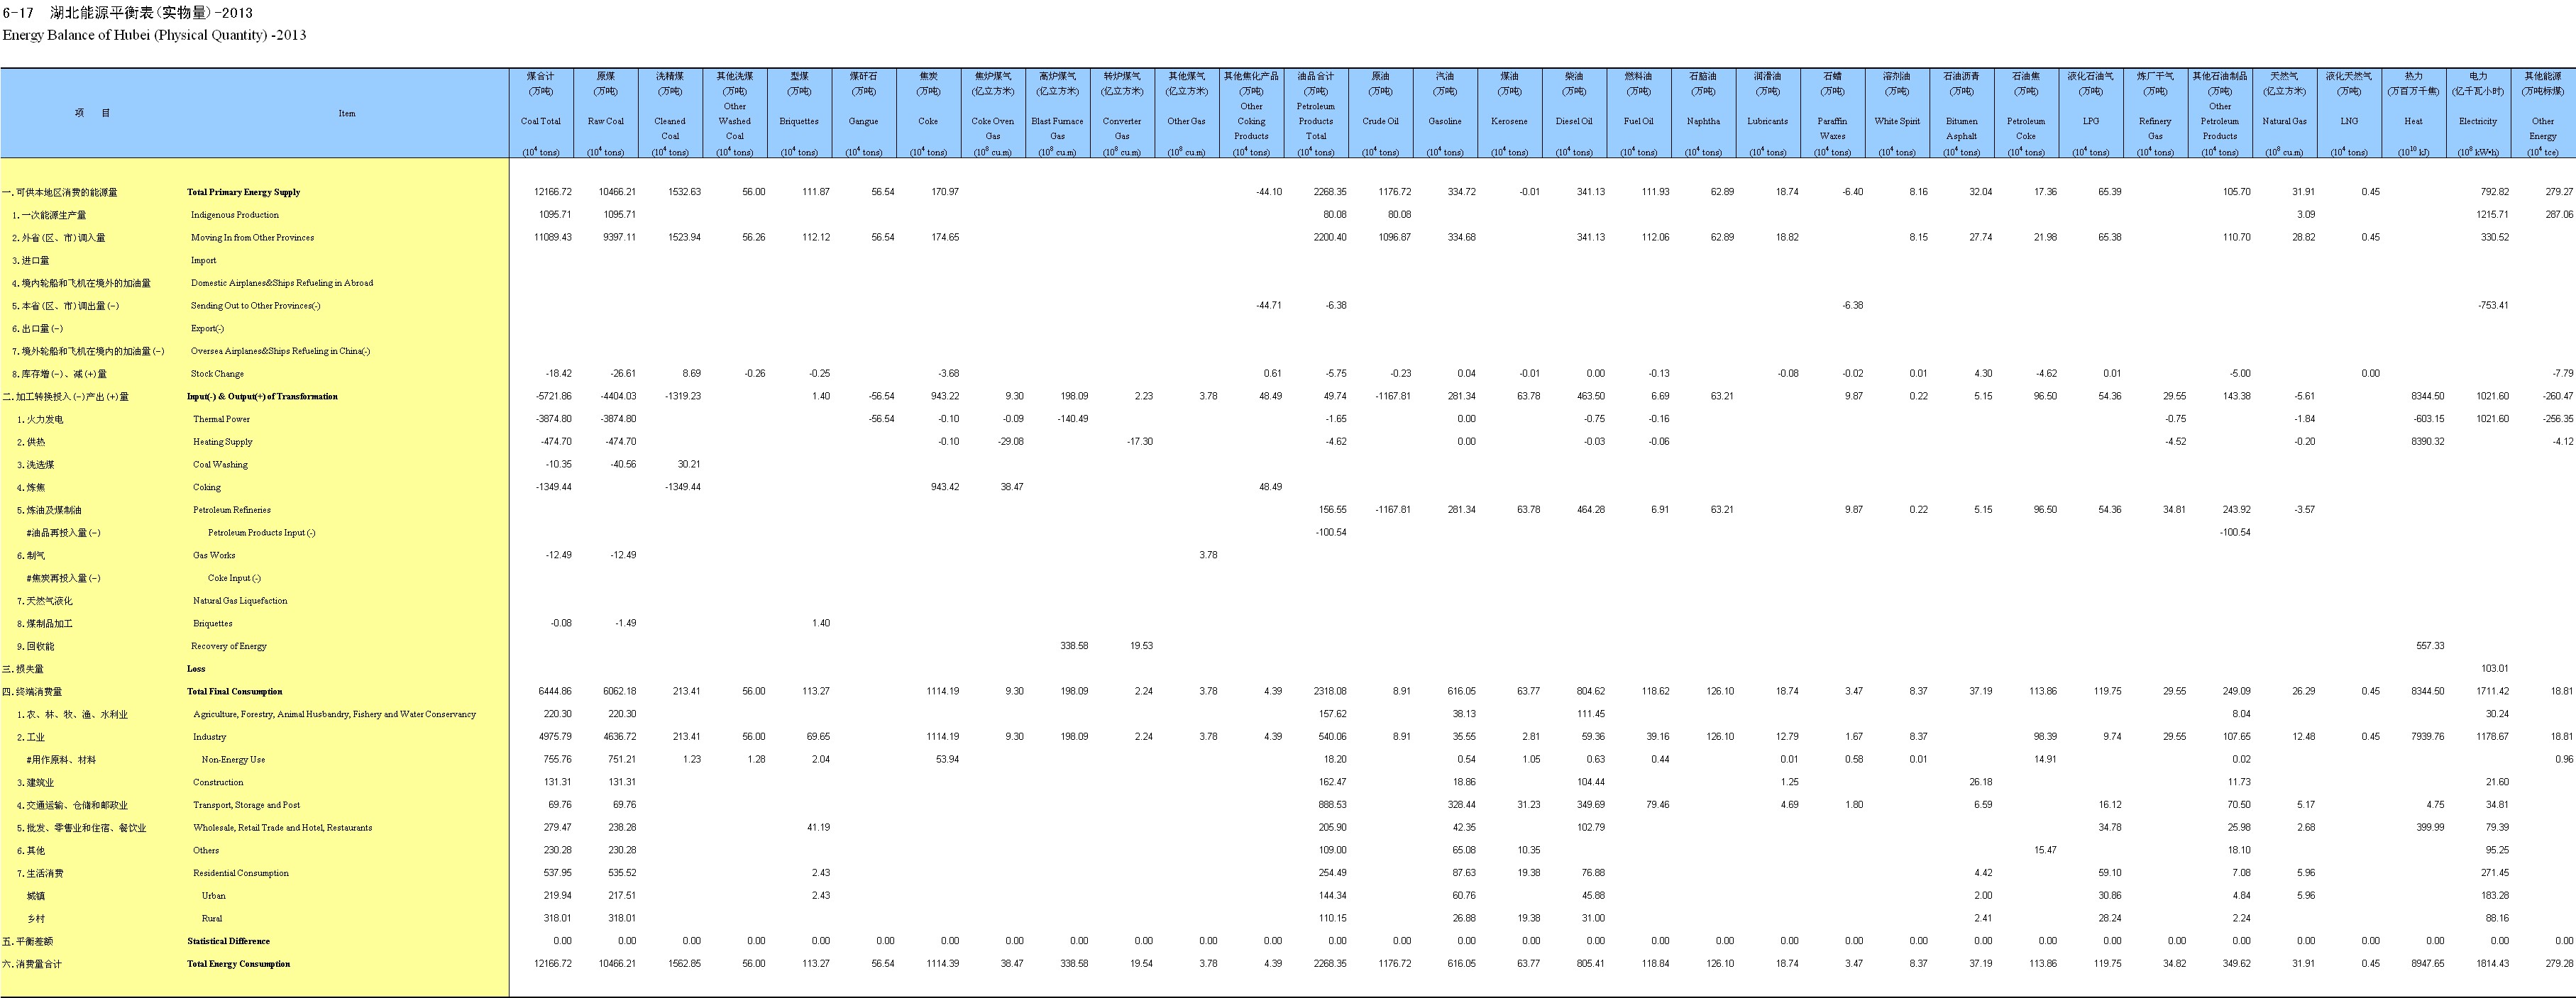 6-17 湖北能源平衡表(实物量)-2013
Energy Balance of Hubei (Physical Quantity) -2013
煤合计 原煤 洗精煤 其他洗煤 型煤 煤矸石 焦炭 焦炉煤气 高炉煤气 转炉煤气 其他煤气 其他焦化产品 油品合计 原油 汽油 煤油 柴油 燃料油 石脑油 润滑油 石蜡 溶剂油 石油沥青 石油焦 液化石油气 炼厂干气 其他石油制品 天然气 液化天然气 热力 电力 其他能源
(万吨) (万吨) (万吨) (万吨) (万吨) (万吨) (万吨) (亿立方米) (亿立方米) (亿立方米) (亿立方米) (万吨) (万吨) (万吨) (万吨) (万吨) (万吨) (万吨) (万吨) (万吨) (万吨) (万吨) (万吨) (万吨) (万吨) (万吨) (万吨) (亿立方米) (万吨) (万百万千焦) (亿千瓦小时) (万吨标煤)
项 目 Item
Coal Total Raw Coal Cleaned Coal Other Washed Coal Briquettes Gangue Coke Coke Oven Gas Blast Furnace Gas Converter Gas Other Gas Other Coking Products Petroleum Products Total Crude Oil Gasoline Kerosene Diesel Oil Fuel Oil Naphtha Lubricants Paraffin Waxes White Spirit Bitumen Asphalt Petroleum Coke LPG Refinery Gas Other Petroleum Products Natural Gas LNG Heat Electricity Other Energy
(10⁴ tons) (10⁴ tons) (10⁴ tons) (10⁴ tons) (10⁴ tons) (10⁴ tons) (10⁴ tons) (10⁸ cu.m) (10⁸ cu.m) (10⁸ cu.m) (10⁸ cu.m) (10⁴ tons) (10⁴ tons) (10⁴ tons) (10⁴ tons) (10⁴ tons) (10⁴ tons) (10⁴ tons) (10⁴ tons) (10⁴ tons) (10⁴ tons) (10⁴ tons) (10⁴ tons) (10⁴ tons) (10⁴ tons) (10⁴ tons) (10⁴ tons) (10⁸ cu.m) (10⁴ tons) (10¹⁰ kJ) (10⁸ kW•h) (10⁴ tce)
一.可供本地区消费的能源量 Total Primary Energy Supply 12166.72 10466.21 1532.63 56.00 111.87 56.54 170.97 -44.10 2268.35 1176.72 334.72 -0.01 341.13 111.93 62.89 18.74 -6.40 8.16 32.04 17.36 65.39 105.70 31.91 0.45 792.82 279.27
1.一次能源生产量 Indigenous Production 1095.71 1095.71 80.08 80.08 3.09 1215.71 287.06
2.外省(区、市)调入量 Moving In from Other Provinces 11089.43 9397.11 1523.94 56.26 112.12 56.54 174.65 2200.40 1096.87 334.68 341.13 112.06 62.89 18.82 8.15 27.74 21.98 65.38 110.70 28.82 0.45 330.52
3.进口量 Import
4.境内轮船和飞机在境外的加油量 Domestic Airplanes&Ships Refueling in Abroad
5.本省(区、市)调出量(-) Sending Out to Other Provinces(-) -44.71 -6.38 -6.38 -753.41
6.出口量(-) Export(-)
7.境外轮船和飞机在境内的加油量(-) Oversea Airplanes&Ships Refueling in China(-)
8.库存增(-)、减(+)量 Stock Change -18.42 -26.61 8.69 -0.26 -0.25 -3.68 0.61 -5.75 -0.23 0.04 -0.01 0.00 -0.13 -0.08 -0.02 0.01 4.30 -4.62 0.01 -5.00 0.00 -7.79
二.加工转换投入(-)产出(+)量 Input(-) & Output(+) of Transformation -5721.86 -4404.03 -1319.23 1.40 -56.54 943.22 9.30 198.09 2.23 3.78 48.49 49.74 -1167.81 281.34 63.78 463.50 6.69 63.21 9.87 0.22 5.15 96.50 54.36 29.55 143.38 -5.61 8344.50 1021.60 -260.47
1.火力发电 Thermal Power -3874.80 -3874.80 -56.54 -0.10 -0.09 -140.49 -1.65 0.00 -0.75 -0.16 -0.75 -1.84 -603.15 1021.60 -256.35
2.供热 Heating Supply -474.70 -474.70 -0.10 -29.08 -17.30 -4.62 0.00 -0.03 -0.06 -4.52 -0.20 8390.32 -4.12
3.洗选煤 Coal Washing -10.35 -40.56 30.21
4.炼焦 Coking -1349.44 -1349.44 943.42 38.47 48.49
5.炼油及煤制油 Petroleum Refineries 156.55 -1167.81 281.34 63.78 464.28 6.91 63.21 9.87 0.22 5.15 96.50 54.36 34.81 243.92 -3.57
#油品再投入量(-) Petroleum Products Input (-) -100.54 -100.54
6.制气 Gas Works -12.49 -12.49 3.78
#焦炭再投入量(-) Coke Input (-)
7.天然气液化 Natural Gas Liquefaction
8.煤制品加工 Briquettes -0.08 -1.49 1.40
9.回收能 Recovery of Energy 338.58 19.53 557.33
三.损失量 Loss 103.01
四.终端消费量 Total Final Consumption 6444.86 6062.18 213.41 56.00 113.27 1114.19 9.30 198.09 2.24 3.78 4.39 2318.08 8.91 616.05 63.77 804.62 118.62 126.10 18.74 3.47 8.37 37.19 113.86 119.75 29.55 249.09 26.29 0.45 8344.50 1711.42 18.81
1.农、林、牧、渔、水利业 Agriculture, Forestry, Animal Husbandry, Fishery and Water Conservancy 220.30 220.30 157.62 38.13 111.45 8.04 30.24
2.工业 Industry 4975.79 4636.72 213.41 56.00 69.65 1114.19 9.30 198.09 2.24 3.78 4.39 540.06 8.91 35.55 2.81 59.36 39.16 126.10 12.79 1.67 8.37 98.39 9.74 29.55 107.65 12.48 0.45 7939.76 1178.67 18.81
#用作原料、材料 Non-Energy Use 755.76 751.21 1.23 1.28 2.04 53.94 18.20 0.54 1.05 0.63 0.44 0.01 0.58 0.01 14.91 0.02 0.96
3.建筑业 Construction 131.31 131.31 162.47 18.86 104.44 1.25 26.18 11.73 21.60
4.交通运输、仓储和邮政业 Transport, Storage and Post 69.76 69.76 888.53 328.44 31.23 349.69 79.46 4.69 1.80 6.59 16.12 70.50 5.17 4.75 34.81
5.批发、零售业和住宿、餐饮业 Wholesale, Retail Trade and Hotel, Restaurants 279.47 238.28 41.19 205.90 42.35 102.79 34.78 25.98 2.68 399.99 79.39
6.其他 Others 230.28 230.28 109.00 65.08 10.35 15.47 18.10 95.25
7.生活消费 Residential Consumption 537.95 535.52 2.43 254.49 87.63 19.38 76.88 4.42 59.10 7.08 5.96 271.45
城镇 Urban 219.94 217.51 2.43 144.34 60.76 45.88 2.00 30.86 4.84 5.96 183.28
乡村 Rural 318.01 318.01 110.15 26.88 19.38 31.00 2.41 28.24 2.24 88.16
五.平衡差额 Statistical Difference 0.00 0.00 0.00 0.00 0.00 0.00 0.00 0.00 0.00 0.00 0.00 0.00 0.00 0.00 0.00 0.00 0.00 0.00 0.00 0.00 0.00 0.00 0.00 0.00 0.00 0.00 0.00 0.00 0.00 0.00 0.00 0.00
六.消费量合计 Total Energy Consumption 12166.72 10466.21 1562.85 56.00 113.27 56.54 1114.39 38.47 338.58 19.54 3.78 4.39 2268.35 1176.72 616.05 63.77 805.41 118.84 126.10 18.74 3.47 8.37 37.19 113.86 119.75 34.82 349.62 31.91 0.45 8947.65 1814.43 279.28